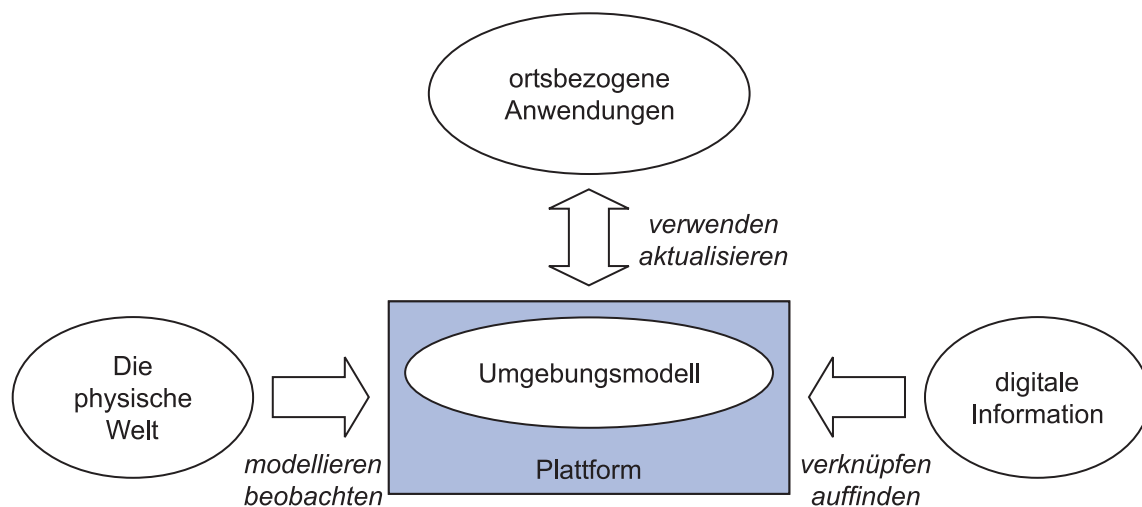 ortsbezogene
Anwendungen
verwenden
aktualisieren
Die
physische
Welt
modellieren
beobachten
Umgebungsmodell
Plattform
digitale
Information
verknüpfen
auffinden